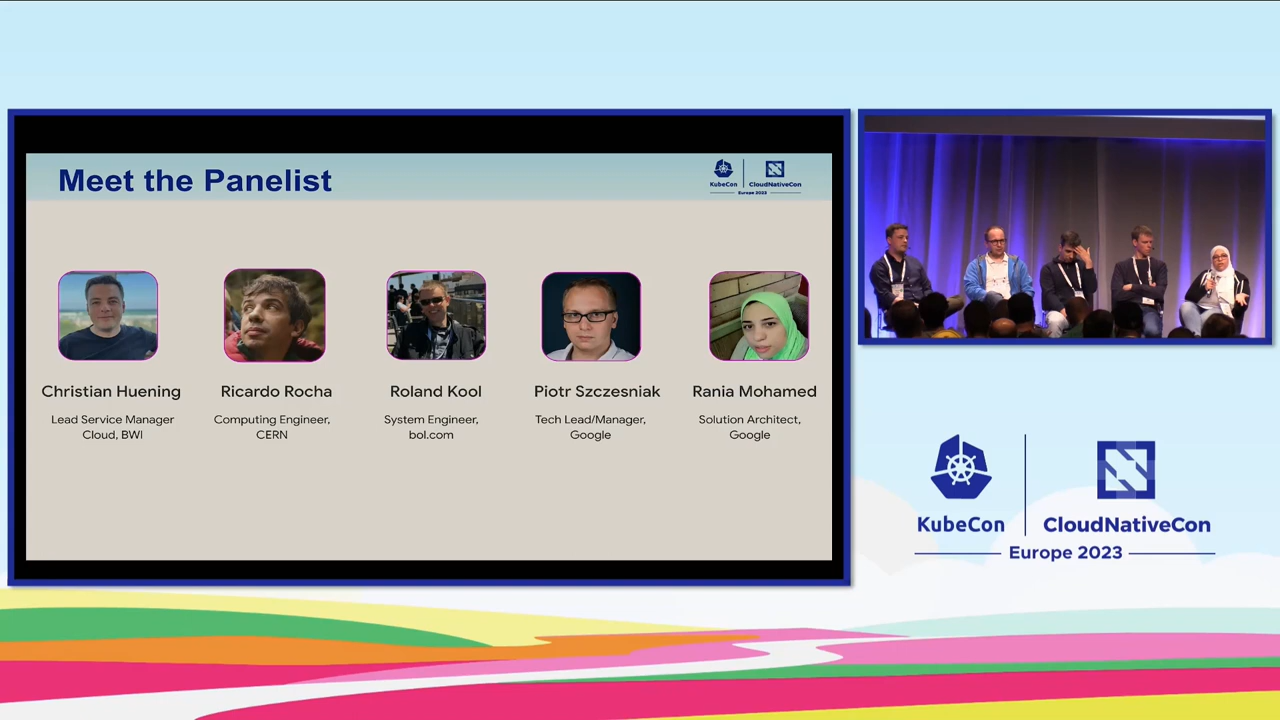 Meet the Panelist
KubeCon
CloudNativeCon
Europe 2023
Christian Huening
Lead Service Manager
Cloud, BWI
Ricardo Rocha
Computing Engineer,
CERN
Roland Kool
System Engineer,
bol.com
Piotr Szczesniak
Tech Lead/Manager,
Google
Rania Mohamed
Solution Architect,
Google
KubeCon
CloudNativeCon
Europe 2023